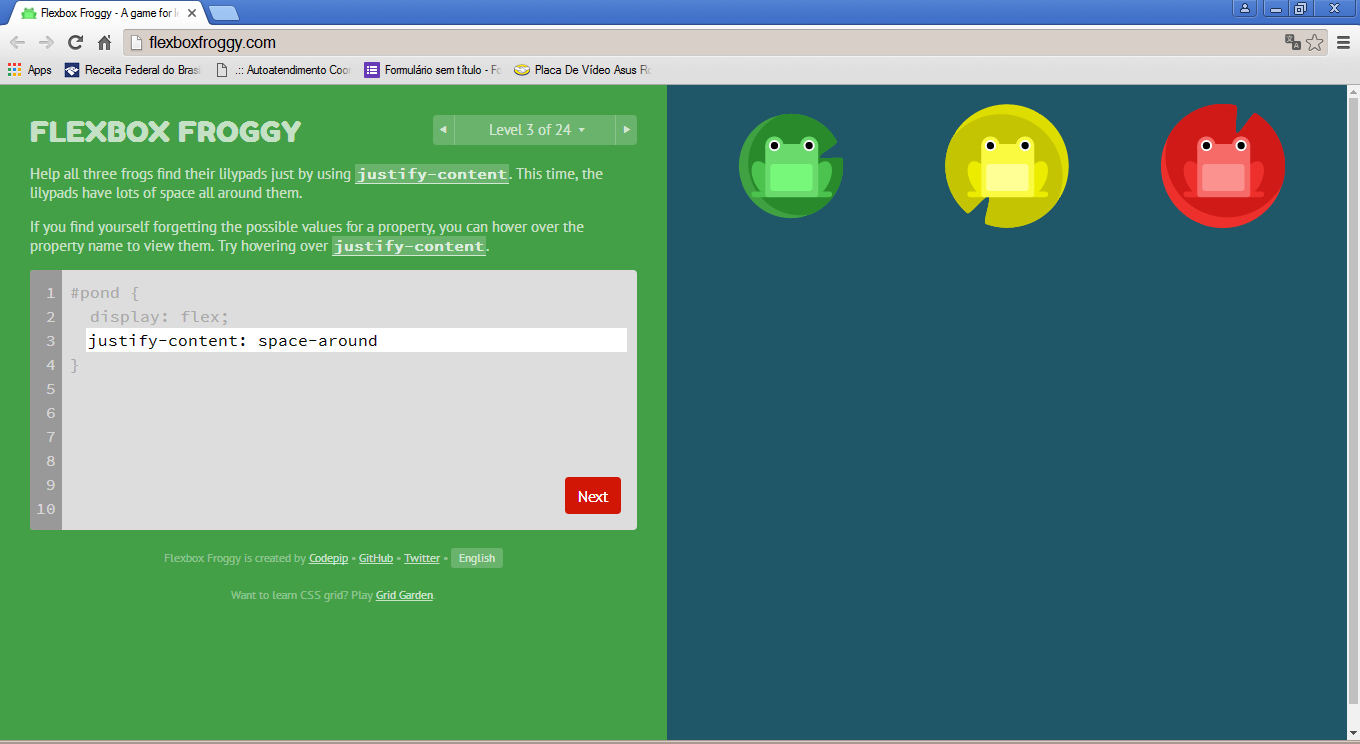 Flexbox Froggy - A game for l
flexboxfroggy.com
Apps Receita Federal do Brasi .:: Autoatendimento Coor Formulário sem título - Fo Placa De Vídeo Asus Ro
FLEXBOX FROGGY
◄ Level 3 of 24 ▾ ►
Help all three frogs find their lilypads just by using justify-content. This time, the
lilypads have lots of space all around them.
If you find yourself forgetting the possible values for a property, you can hover over the
property name to view them. Try hovering over justify-content.
1 #pond {
2 display: flex;
3 justify-content: space-around
4 }
5
6
7
8
9
10
Next
Flexbox Froggy is created by Codepip • GitHub • Twitter • English
Want to learn CSS grid? Play Grid Garden.